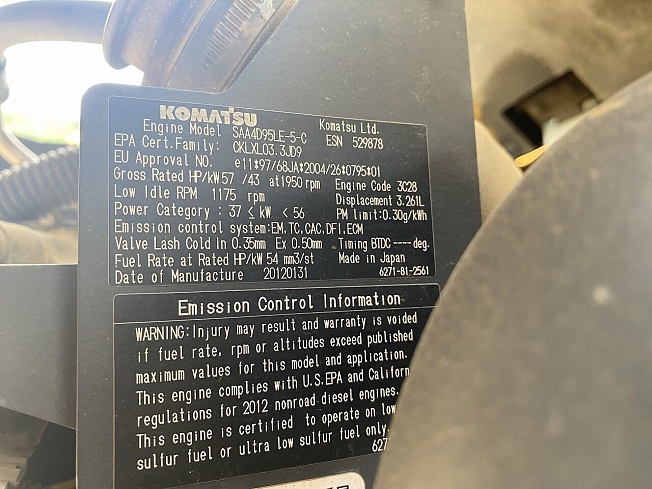 KOMATSU
Engine Model SAA4D95LE-5-C Komatsu Ltd.
EPA Cert.Family: CKLXL03.3JD9 ESN 529878
EU Approval NO. e11*97/68JA*2004/26*0795*01
Gross Rated HP/kW 57 /43 at1950rpm Engine Code 3C28
Low Idle RPM 1175 rpm Displacement 3.261L
Power Category : 37 ≤ kW < 56 PM limit:0.30g/kWh
Emission control system:EM,TC,CAC,DFI,ECM
Valve Lash Cold In 0.35mm Ex 0.50mm Timing BTDC ---- deg.
Fuel Rate at Rated HP/kW 54 mm3/st Made in Japan
Date of Manufacture 20120131 6271-81-2561
Emission Control Information
WARNING: Injury may result and warranty is voided
if fuel rate, rpm or altitudes exceed published
maximum values for this model and application.
This engine complies with U.S.EPA and Californ
regulations for 2012 nonroad diesel engines.
This engine is certified to operate on low
sulfur fuel or ultra low sulfur fuel only.
627